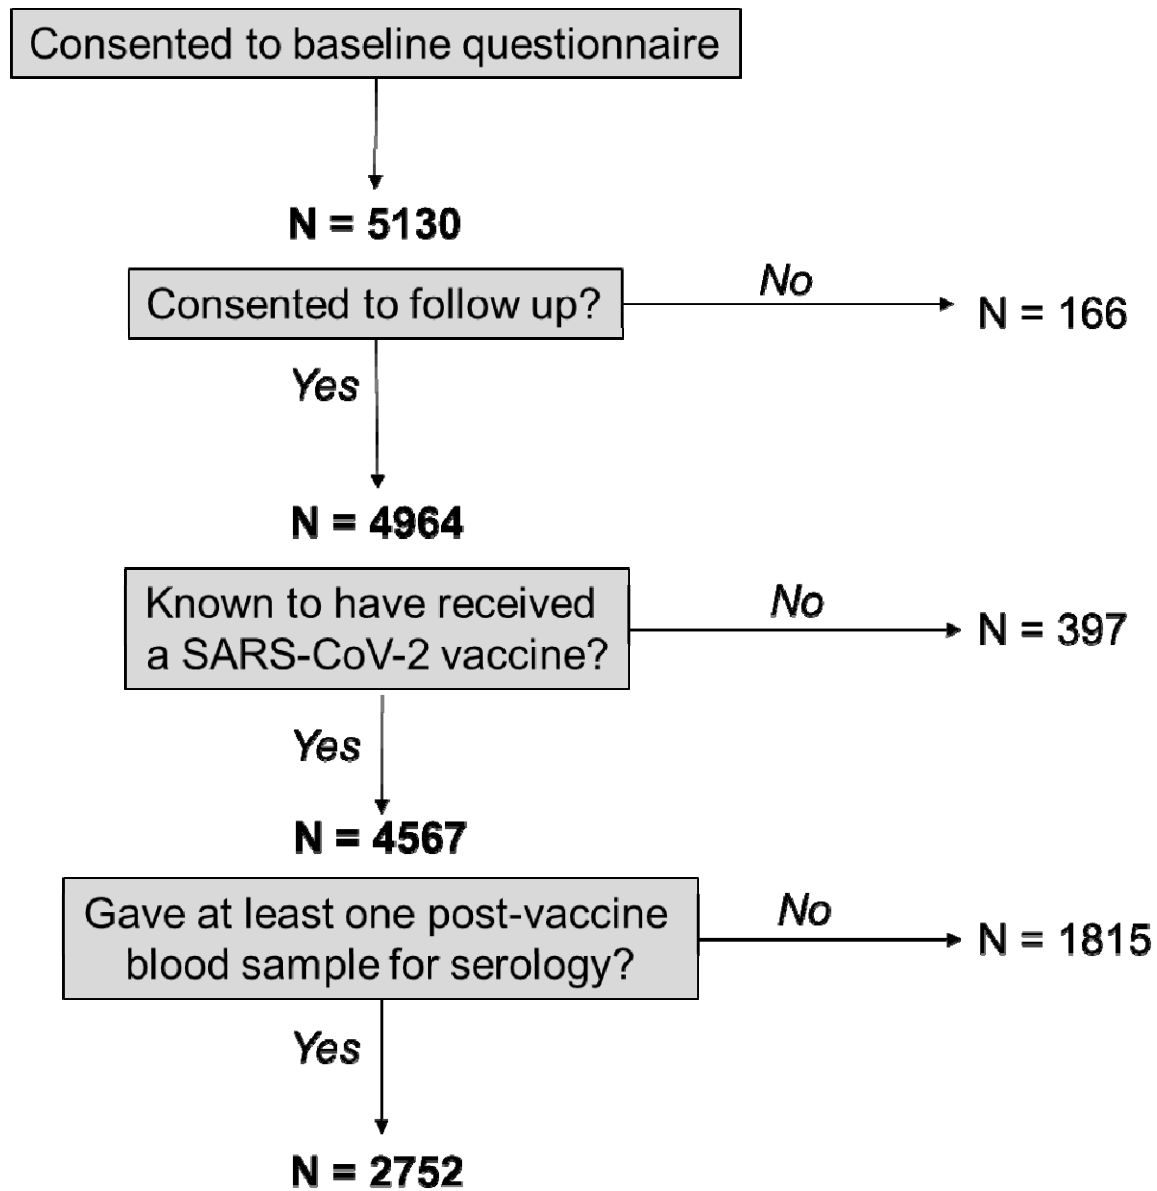 Consented to baseline questionnaire
N = 5130
Consented to follow up?
No
N = 166
Yes
N = 4964
Known to have received
a SARS-CoV-2 vaccine?
No
N = 397
Yes
N = 4567
Gave at least one post-vaccine
blood sample for serology?
No
N = 1815
Yes
N = 2752